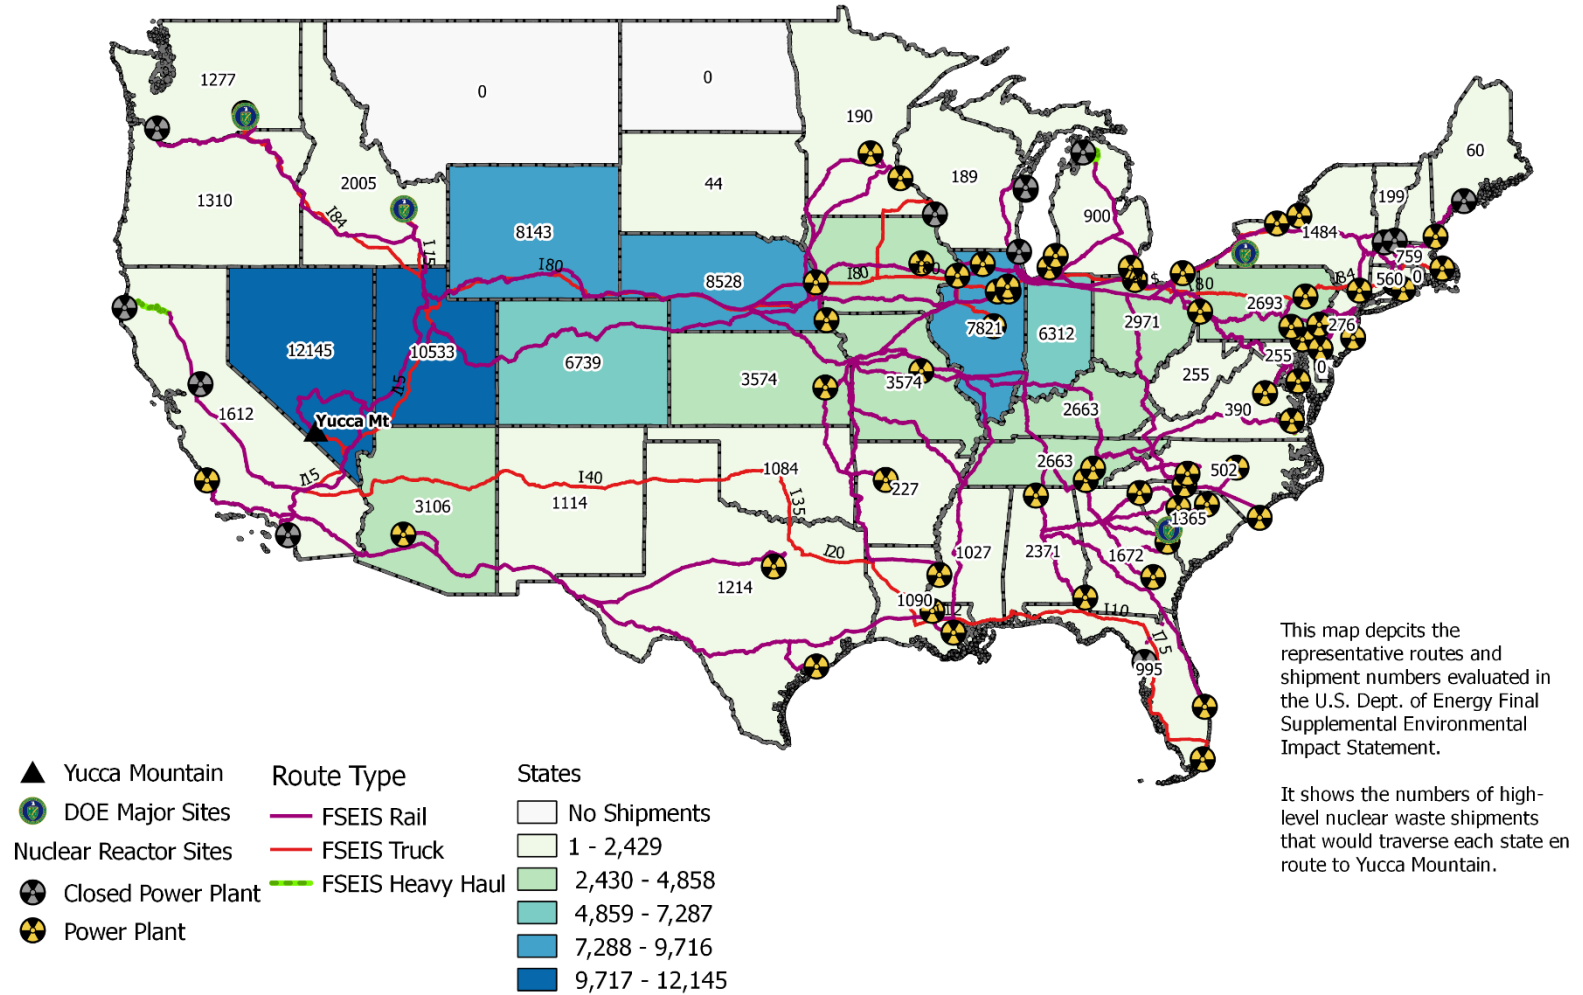 0
0
1277
190
60
189
44
2005
199
1310
900
I84
1484
8143
759
I15
I80
I80
I80
I80
I84
560
0
8528
2693
7821
6312
2971
276
12145
10533
6739
255
3574
3574
255
0
I15
2663
390
1612
Yucca Mt
2663
1084
502
I15
I40
227
3106
1114
I35
1365
I20
1027
2371
1672
1214
1090
I12
I10
I75
995
This map depcits the
representative routes and
shipment numbers evaluated in
the U.S. Dept. of Energy Final
Supplemental Environmental
Impact Statement.
It shows the numbers of high-
level nuclear waste shipments
that would traverse each state en
route to Yucca Mountain.
Yucca Mountain
DOE Major Sites
Nuclear Reactor Sites
Closed Power Plant
Power Plant
Route Type
FSEIS Rail
FSEIS Truck
FSEIS Heavy Haul
States
No Shipments
1 - 2,429
2,430 - 4,858
4,859 - 7,287
7,288 - 9,716
9,717 - 12,145